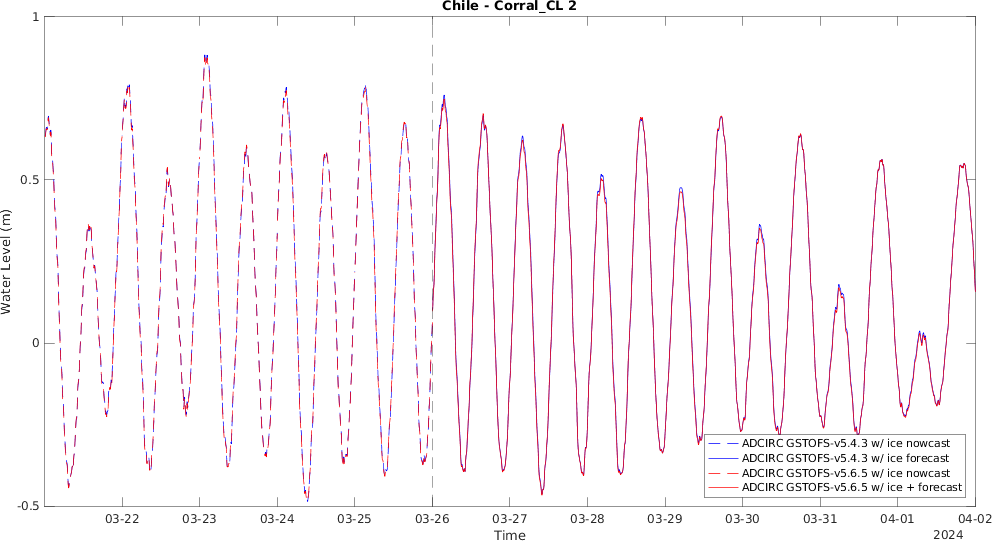 Chile - Corral_CL 2
1
0.5
0
-0.5
Water Level (m)
ADCIRC GSTOFS-v5.4.3 w/ ice nowcast
ADCIRC GSTOFS-v5.4.3 w/ ice forecast
ADCIRC GSTOFS-v5.6.5 w/ ice nowcast
ADCIRC GSTOFS-v5.6.5 w/ ice + forecast
03-22 03-23 03-24 03-25 03-26 03-27 03-28 03-29 03-30 03-31 04-01 04-02
Time
2024